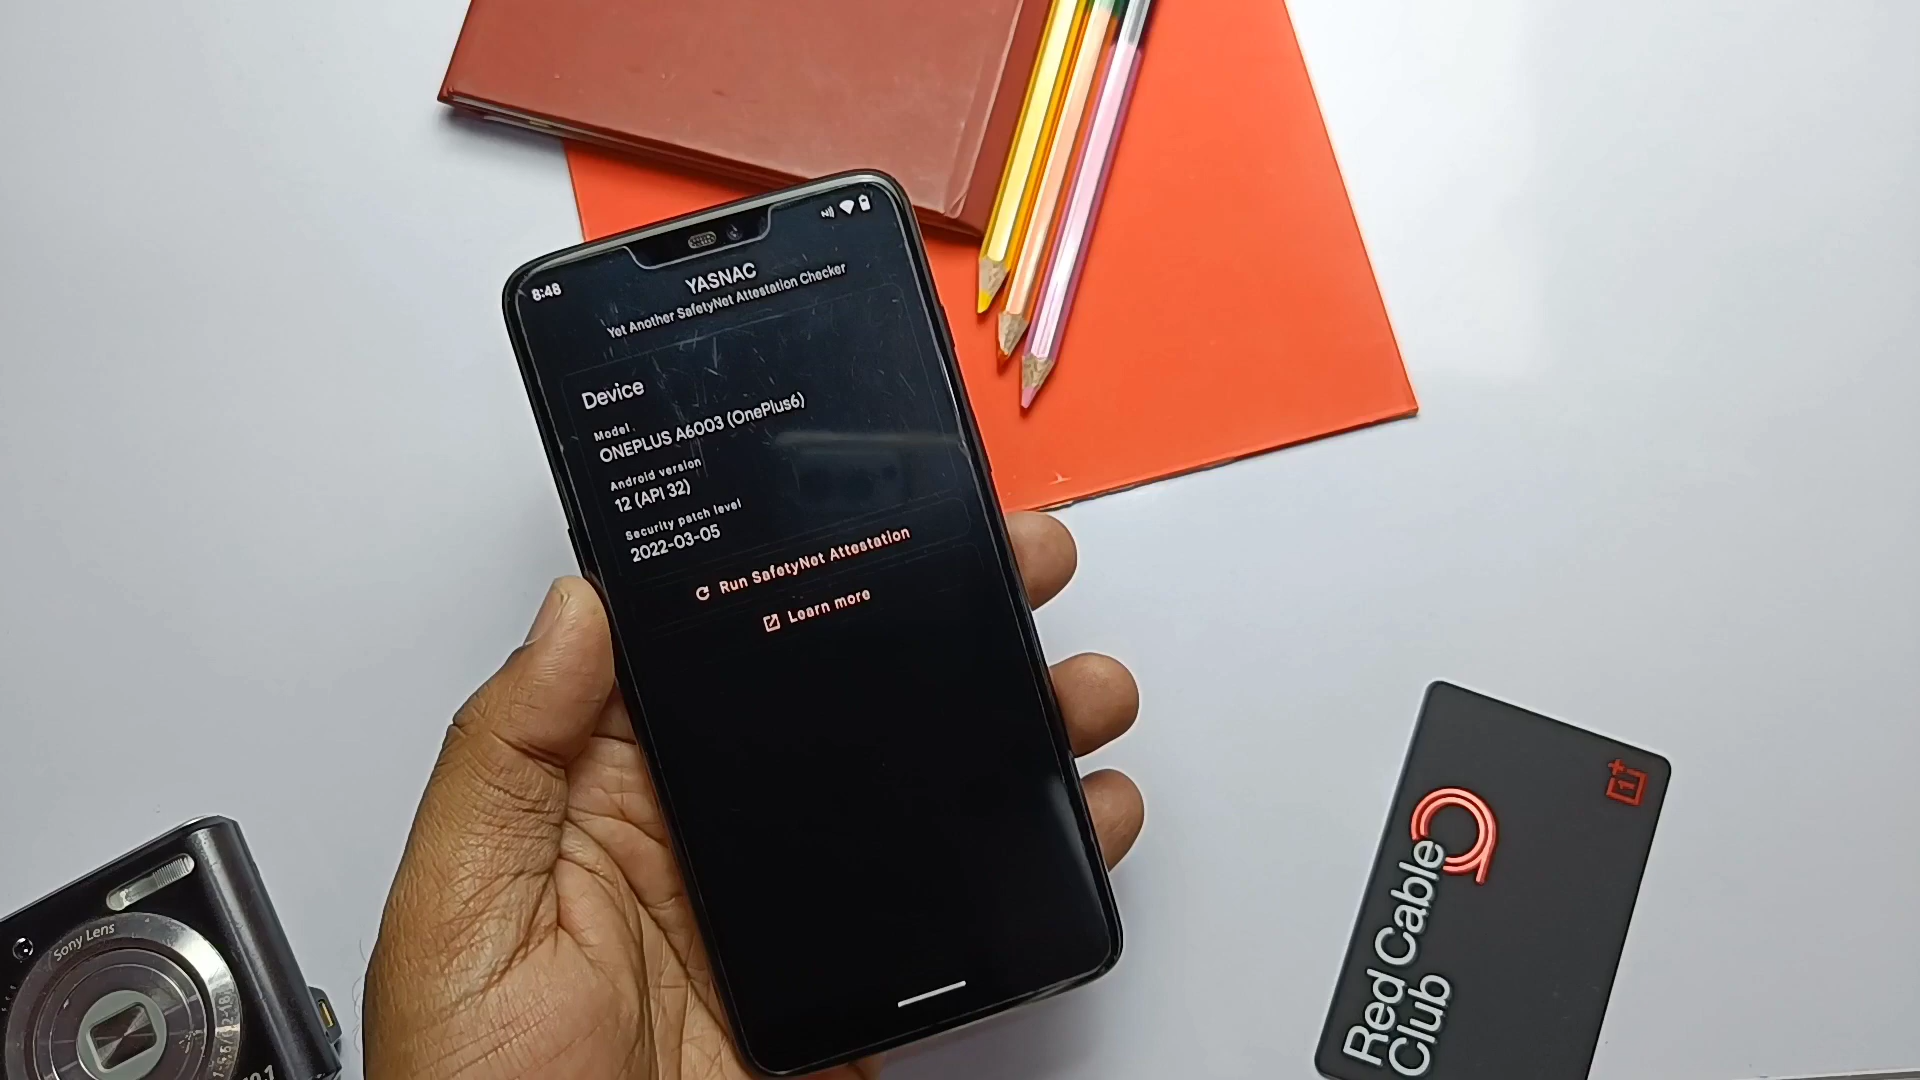 8:48
YASNAC
Yet Another SafetyNet Attestation Checker
Device
Model
ONEPLUS A6003 (OnePlus6)
Android version
12 (API 32)
Security patch level
2022-03-05
Run SafetyNet Attestation
Learn more
Sony Lens
Red Cable
Club